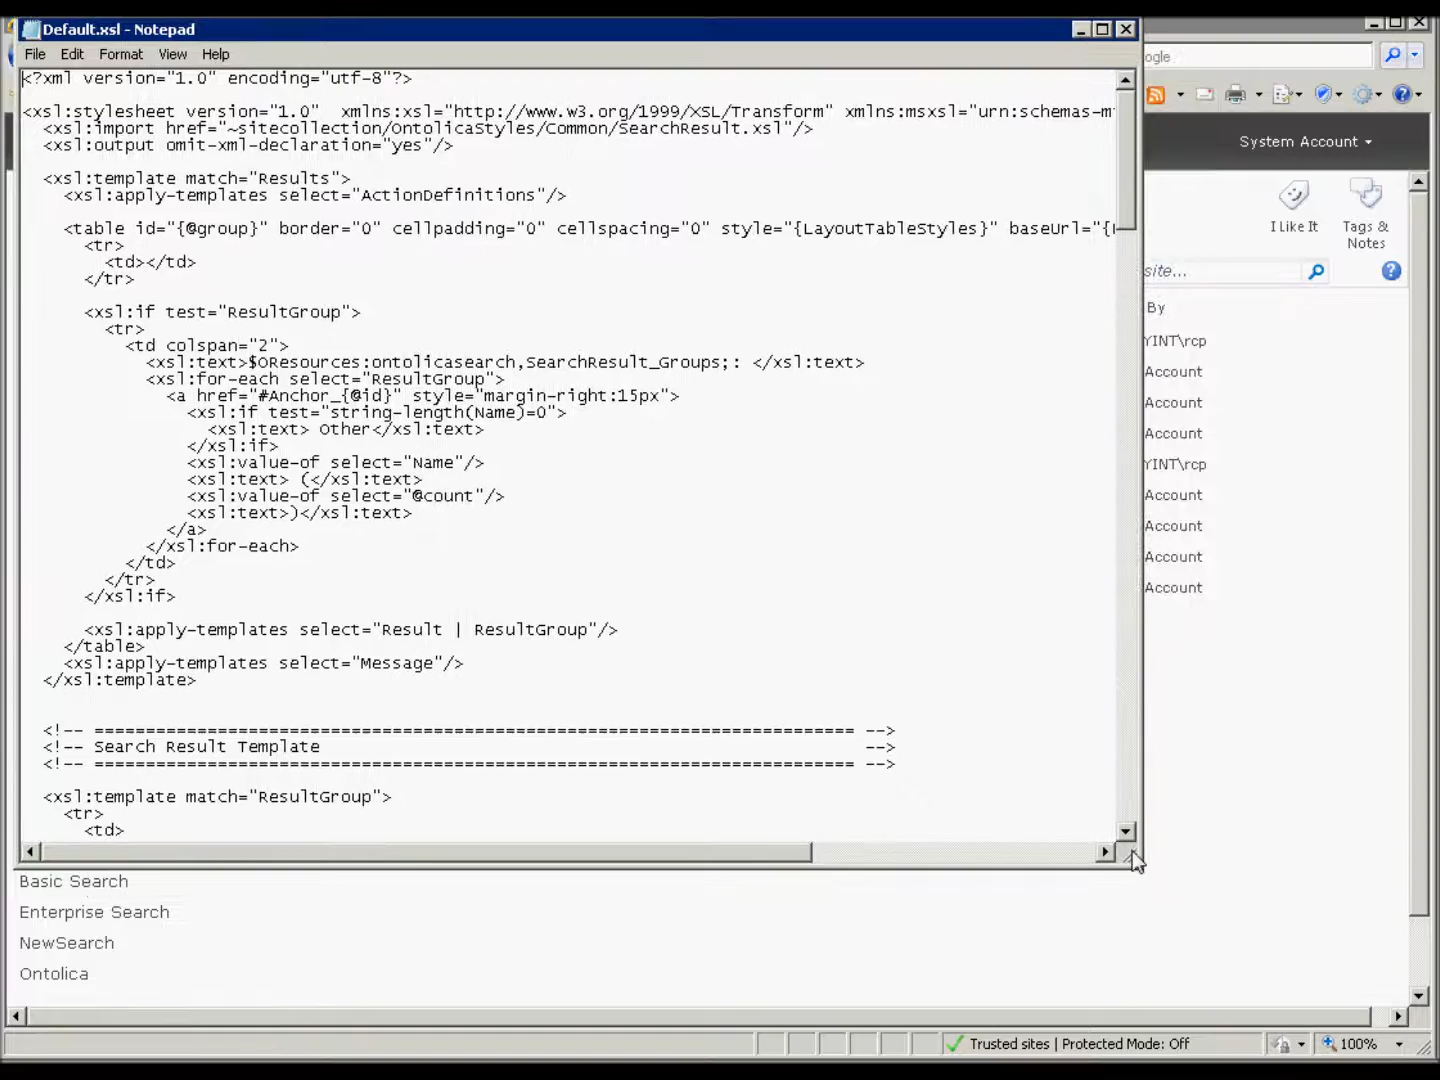 Default.xsl - Notepad
File Edit Format View Help
<?xml version="1.0" encoding="utf-8"?>
<xsl:stylesheet version="1.0"  xmlns:xsl="http://www.w3.org/1999/XSL/Transform" xmlns:msxsl="urn:schemas-m
<xsl:import href="~sitecollection/OntolicaStyles/Common/SearchResult.xsl"/>
<xsl:output omit-xml-declaration="yes"/>
<xsl:template match="Results">
<xsl:apply-templates select="ActionDefinitions"/>
<table id="{@group}" border="0" cellpadding="0" cellspacing="0" style="{LayoutTableStyles}" baseUrl="{
<tr>
<td></td>
</tr>
<xsl:if test="ResultGroup">
<tr>
<td colspan="2">
<xsl:text>$OResources:ontolicasearch,SearchResult_Groups;: </xsl:text>
<xsl:for-each select="ResultGroup">
<a href="#Anchor_{@id}" style="margin-right:15px">
<xsl:if test="string-length(Name)=0">
<xsl:text> Other</xsl:text>
</xsl:if>
<xsl:value-of select="Name"/>
<xsl:text> (</xsl:text>
<xsl:value-of select="@count"/>
<xsl:text>)</xsl:text>
</a>
</xsl:for-each>
</td>
</tr>
</xsl:if>
<xsl:apply-templates select="Result | ResultGroup"/>
</table>
<xsl:apply-templates select="Message"/>
</xsl:template>
<!-- ========================================================================== -->
<!-- Search Result Template -->
<!-- ========================================================================== -->
<xsl:template match="ResultGroup">
<tr>
<td>
ogle
System Account
I Like It
Tags &
Notes
site...
By
YINT\rcp
Account
Account
Account
YINT\rcp
Account
Account
Account
Account
Basic Search
Enterprise Search
NewSearch
Ontolica
Trusted sites | Protected Mode: Off
100%